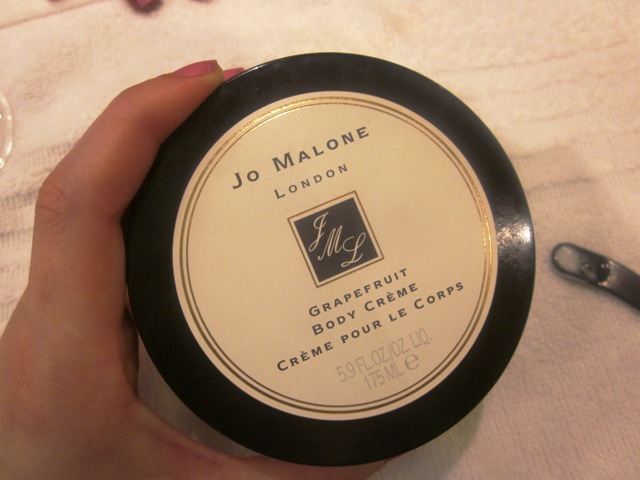 JO MALONE
LONDON
JML
GRAPEFRUIT
BODY CRÈME
CRÈME POUR LE CORPS
5.9 FL.OZ/OZ. LIQ.
175 ML ℮